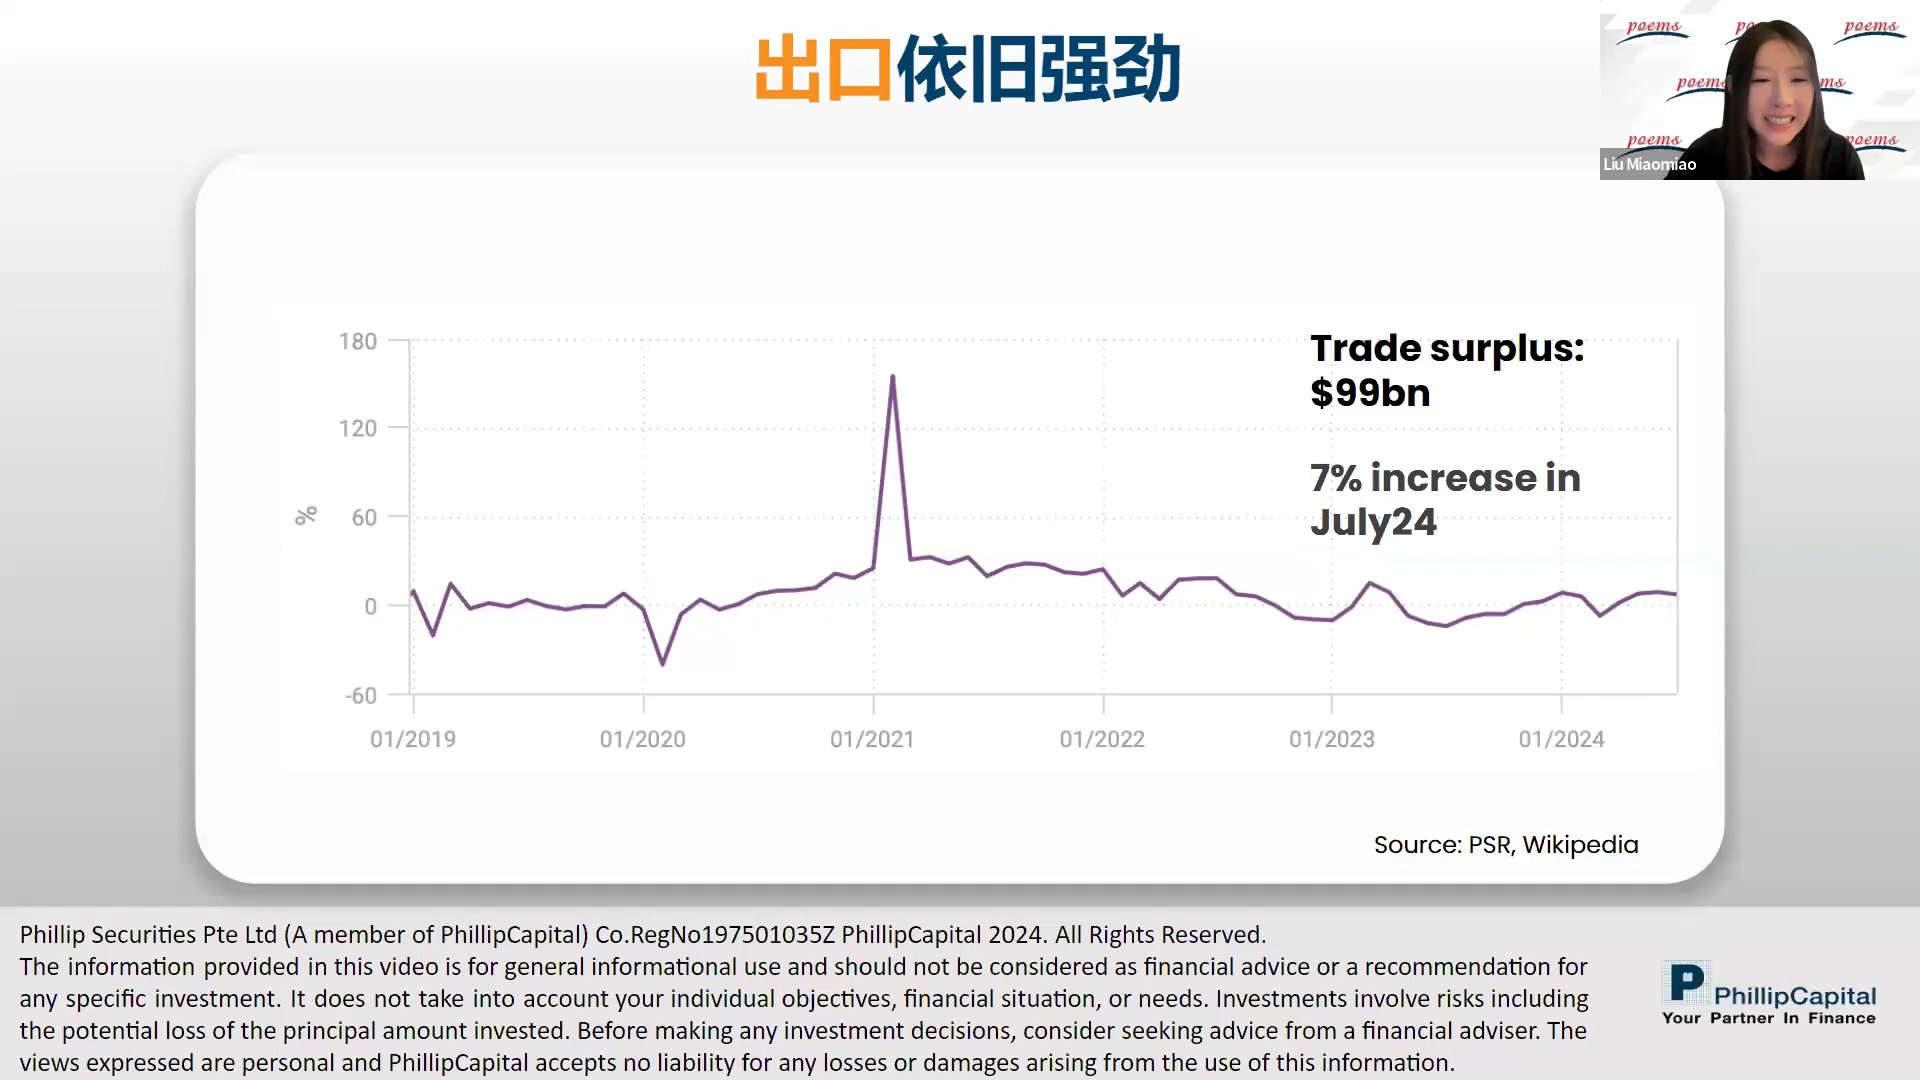 出口依旧强劲
poems
poems
poems
poems
poems
Liu Miaomiao
Trade surplus:
$99bn
7% increase in
July24
%
180
120
60
0
-60
01/2019
01/2020
01/2021
01/2022
01/2023
01/2024
Source: PSR, Wikipedia
Phillip Securities Pte Ltd (A member of PhillipCapital) Co.RegNo197501035Z PhillipCapital 2024. All Rights Reserved.
The information provided in this video is for general informational use and should not be considered as financial advice or a recommendation for
any specific investment. It does not take into account your individual objectives, financial situation, or needs. Investments involve risks including
the potential loss of the principal amount invested. Before making any investment decisions, consider seeking advice from a financial adviser. The
views expressed are personal and PhillipCapital accepts no liability for any losses or damages arising from the use of this information.
PhillipCapital
Your Partner In Finance